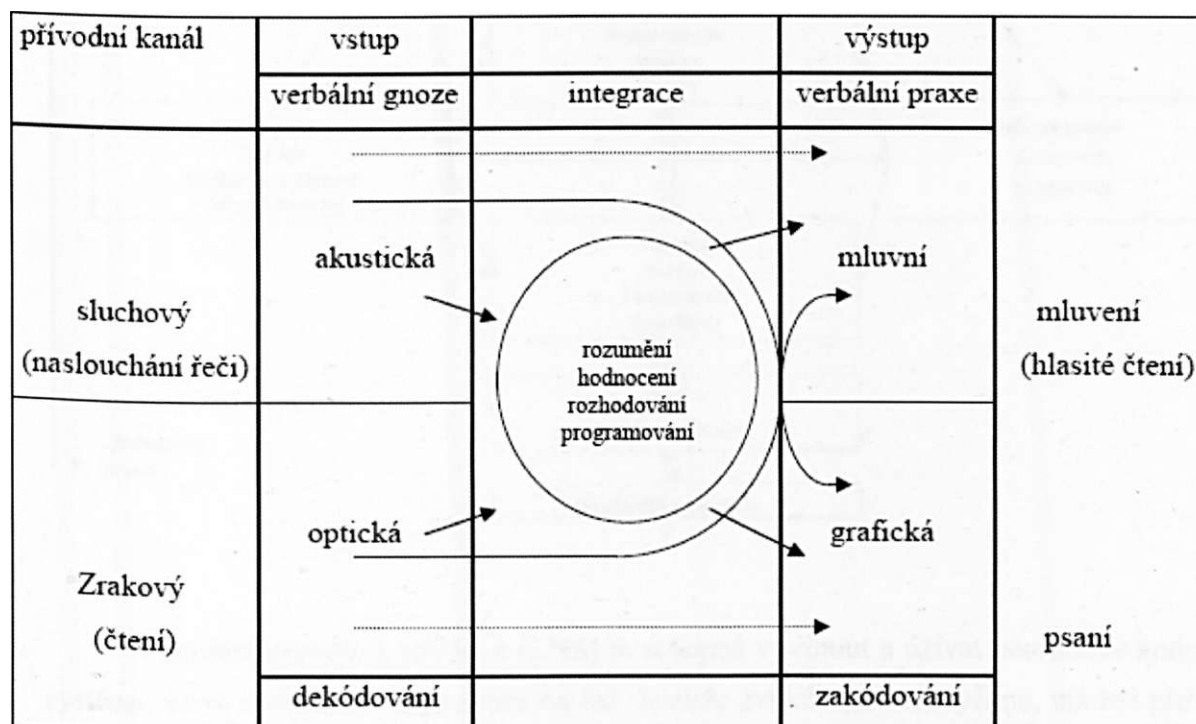 přívodní kanál
vstup
výstup
verbální gnoze
integrace
verbální praxe
akustická
mluvní
sluchový
(naslouchání řeči)
mluvení
(hlasité čtení)
rozumění
hodnocení
rozhodování
programování
optická
grafická
Zrakový
(čtení)
psaní
dekódování
zakódování